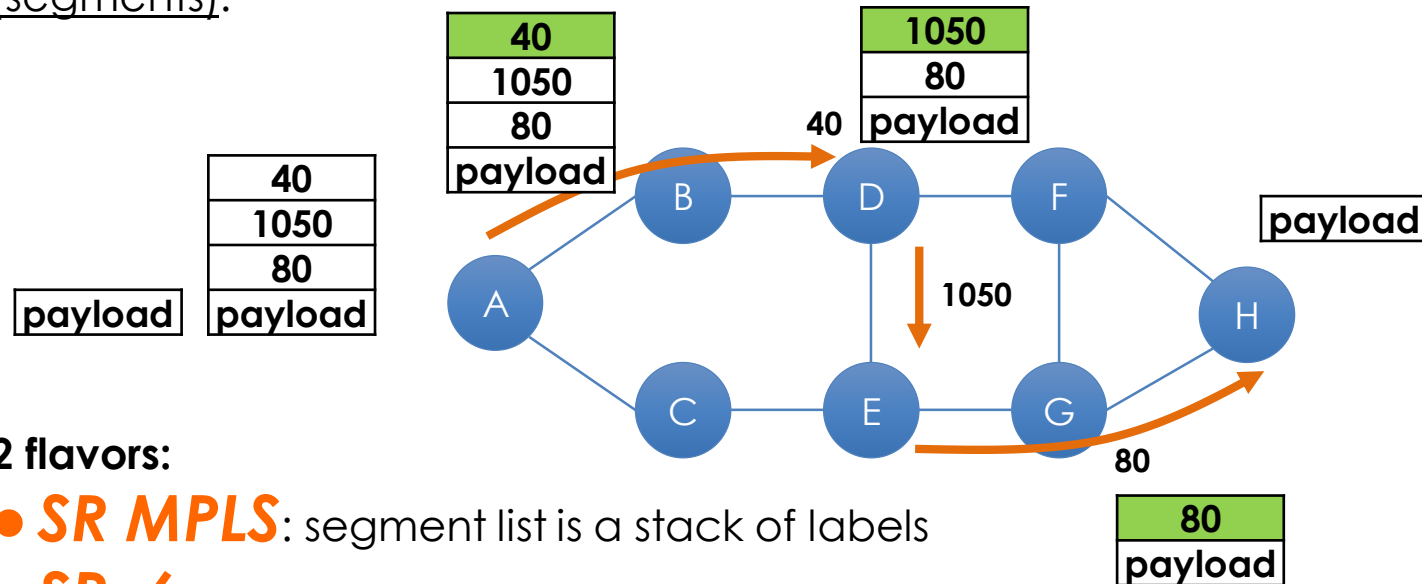 (segments):
40
1050
80
payload
1050
80
payload
40
40
1050
80
payload
payload
B
D
F
payload
A
1050
H
C
E
G
80
2 flavors:
● SR MPLS: segment list is a stack of labels
80
payload